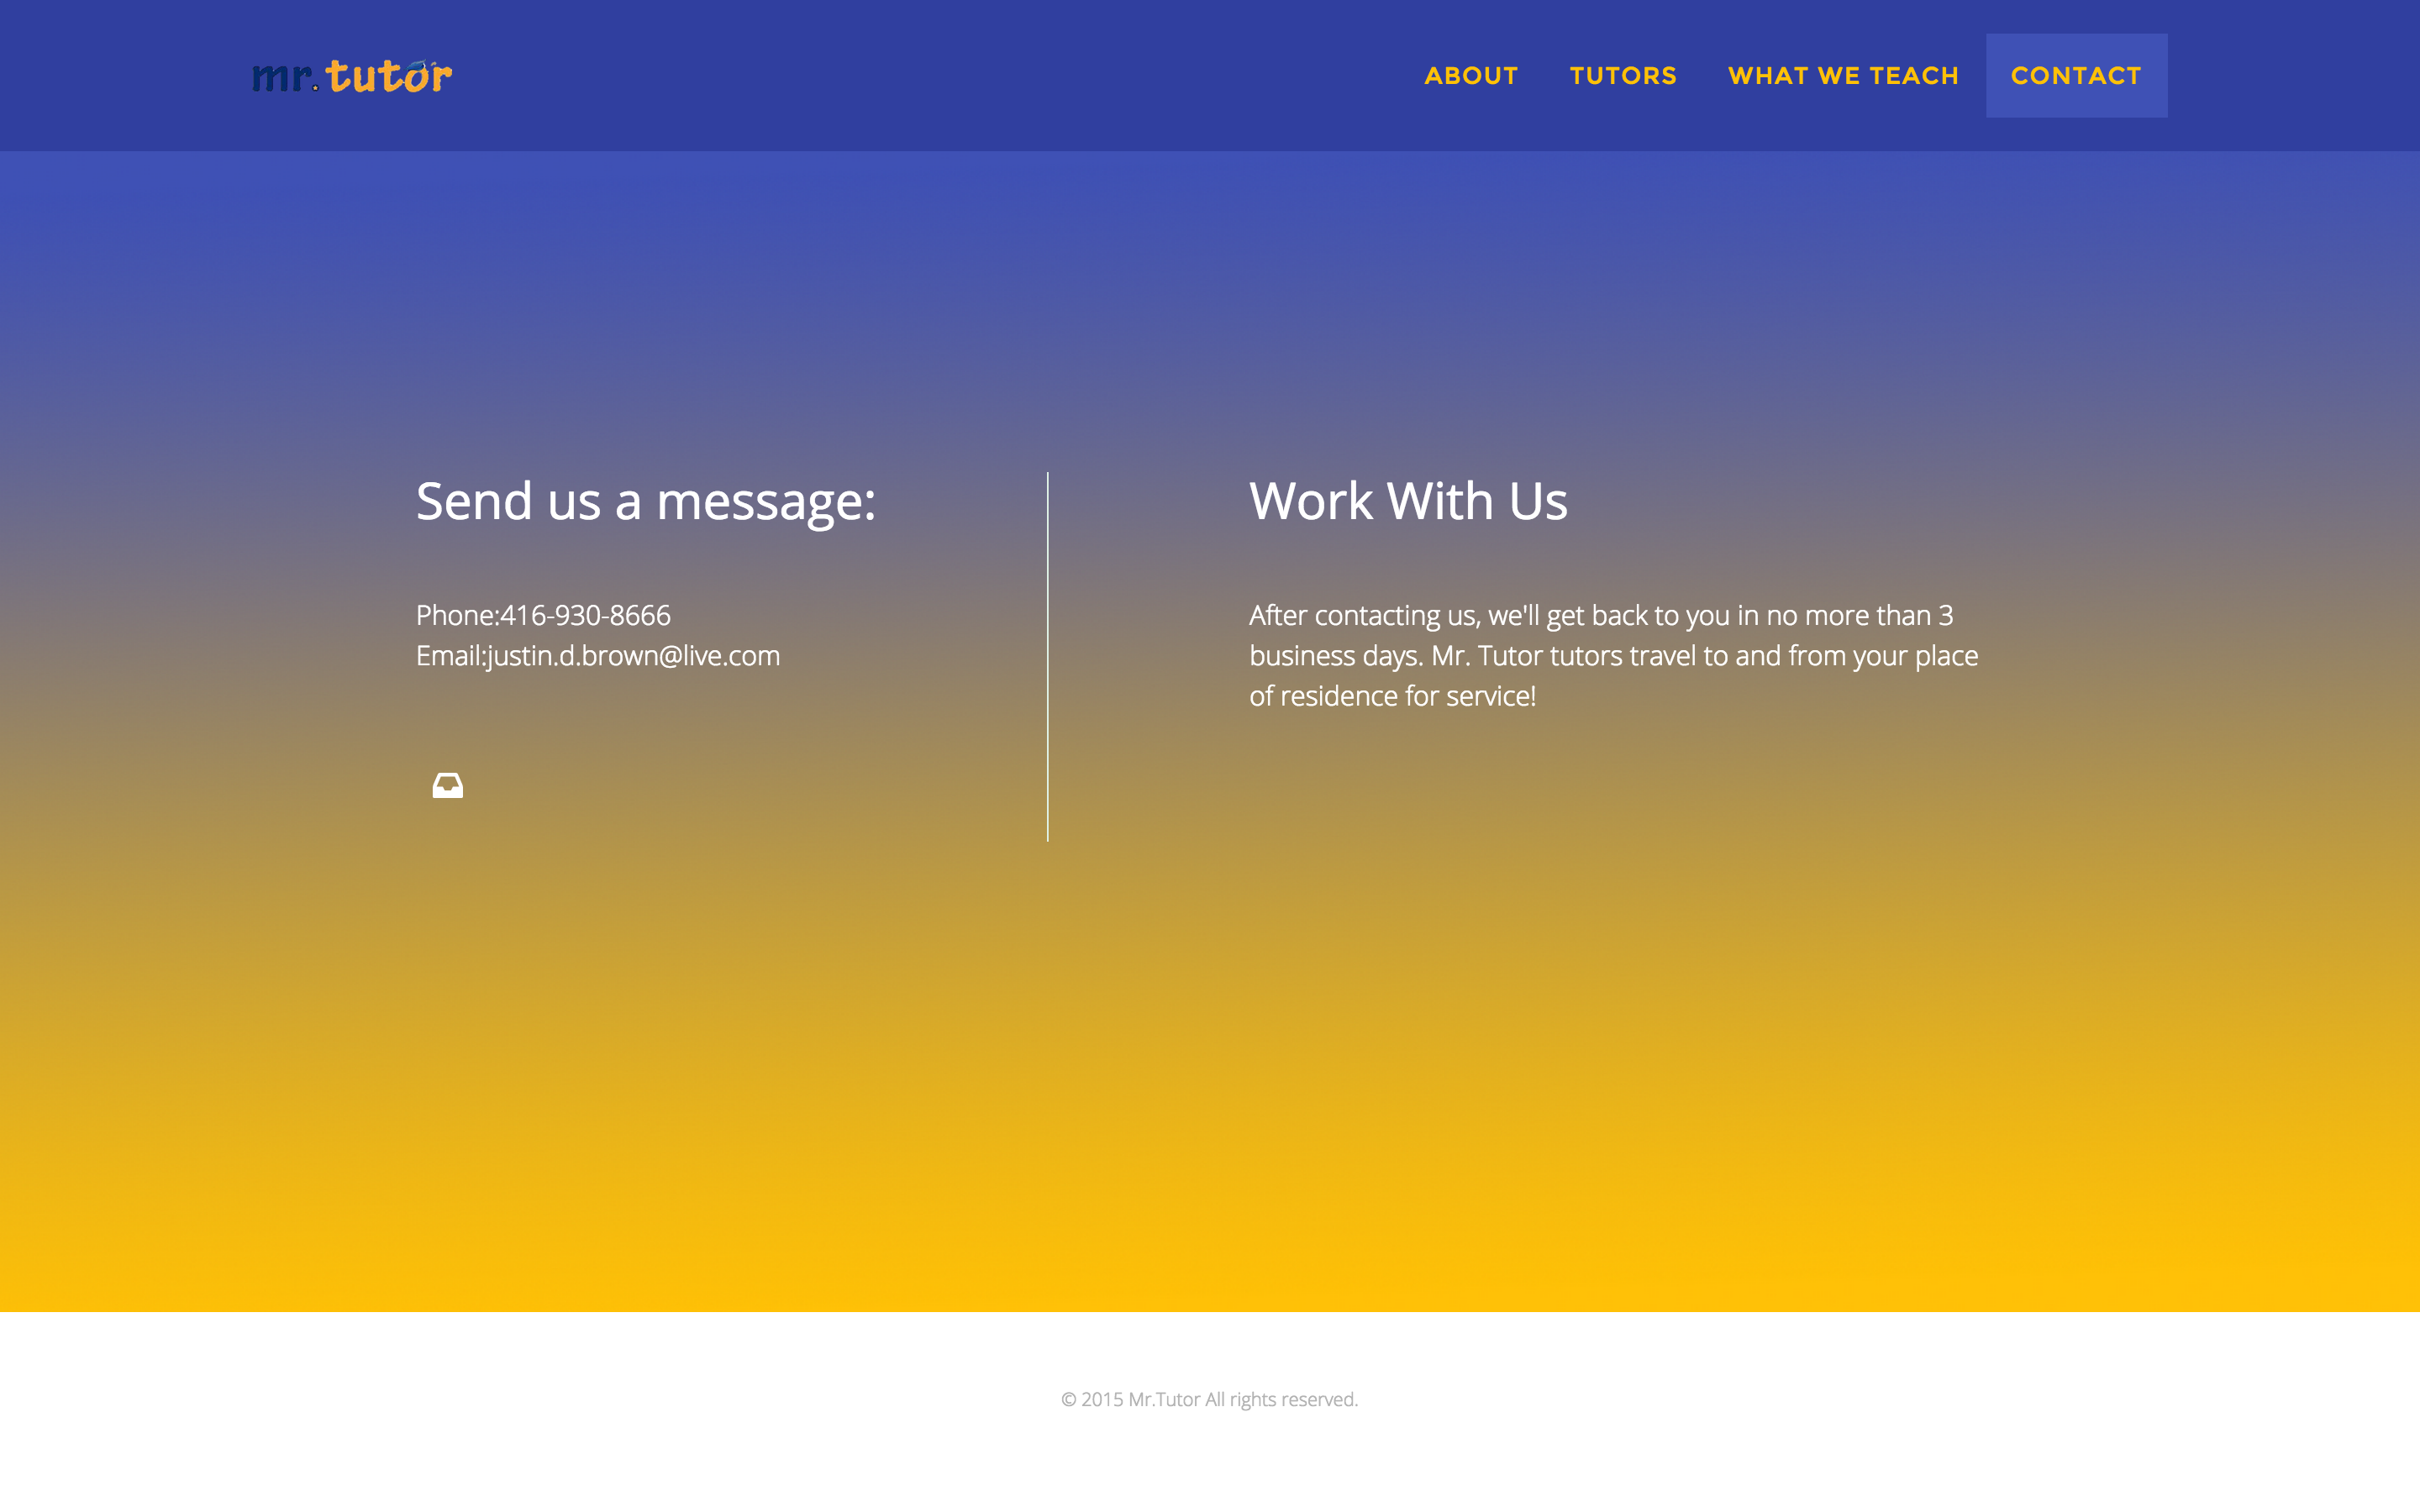 mr. tutor
ABOUT TUTORS WHAT WE TEACH CONTACT
Send us a message:
Phone:416-930-8666
Email:justin.d.brown@live.com
Work With Us
After contacting us, we'll get back to you in no more than 3
business days. Mr. Tutor tutors travel to and from your place
of residence for service!
© 2015 Mr.Tutor All rights reserved.